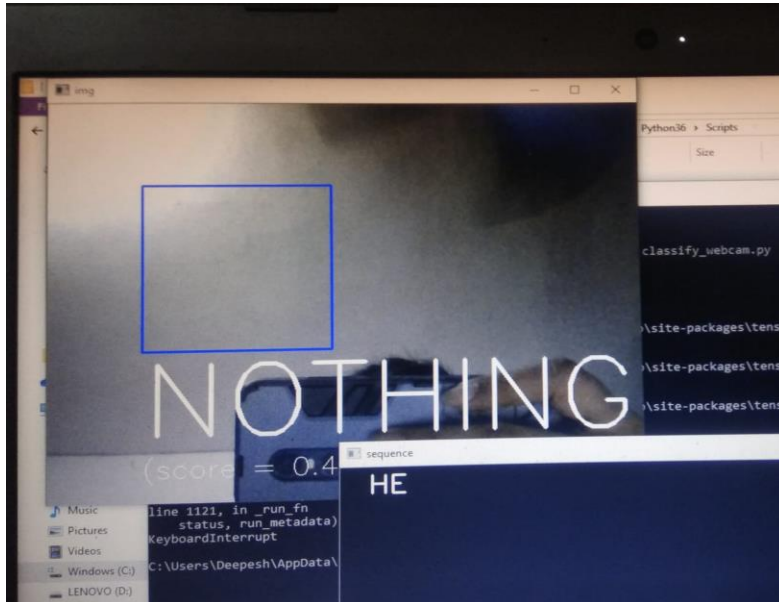 img
Python36 › Scripts
Size
classify_webcam.py
\site-packages\tens
\site-packages\tens
\site-packages\tens
NOTHING
(score = 0.4
sequence
HE
Music
Pictures
Videos
Windows (C:)
LENOVO (D:)
line 1121, in _run_fn
status, run_metadata)
KeyboardInterrupt
C:\Users\Deepesh\AppData\